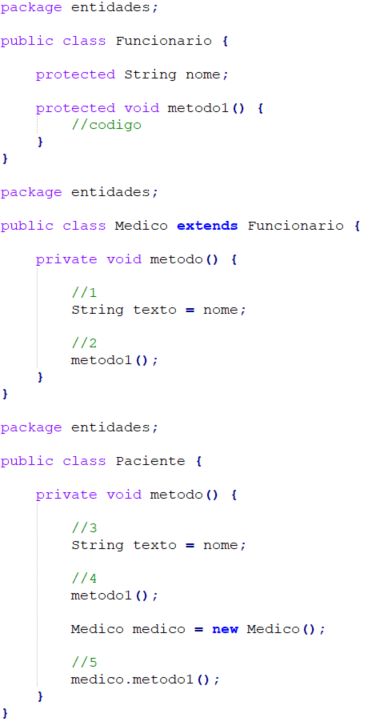 package entidades;
public class Funcionario {
protected String nome;
protected void metodo1() {
//codigo
}
}
package entidades;
public class Medico extends Funcionario {
private void metodo() {
//1
String texto = nome;
//2
metodo1();
}
}
package entidades;
public class Paciente {
private void metodo() {
//3
String texto = nome;
//4
metodo1();
Medico medico = new Medico();
//5
medico.metodo1();
}
}